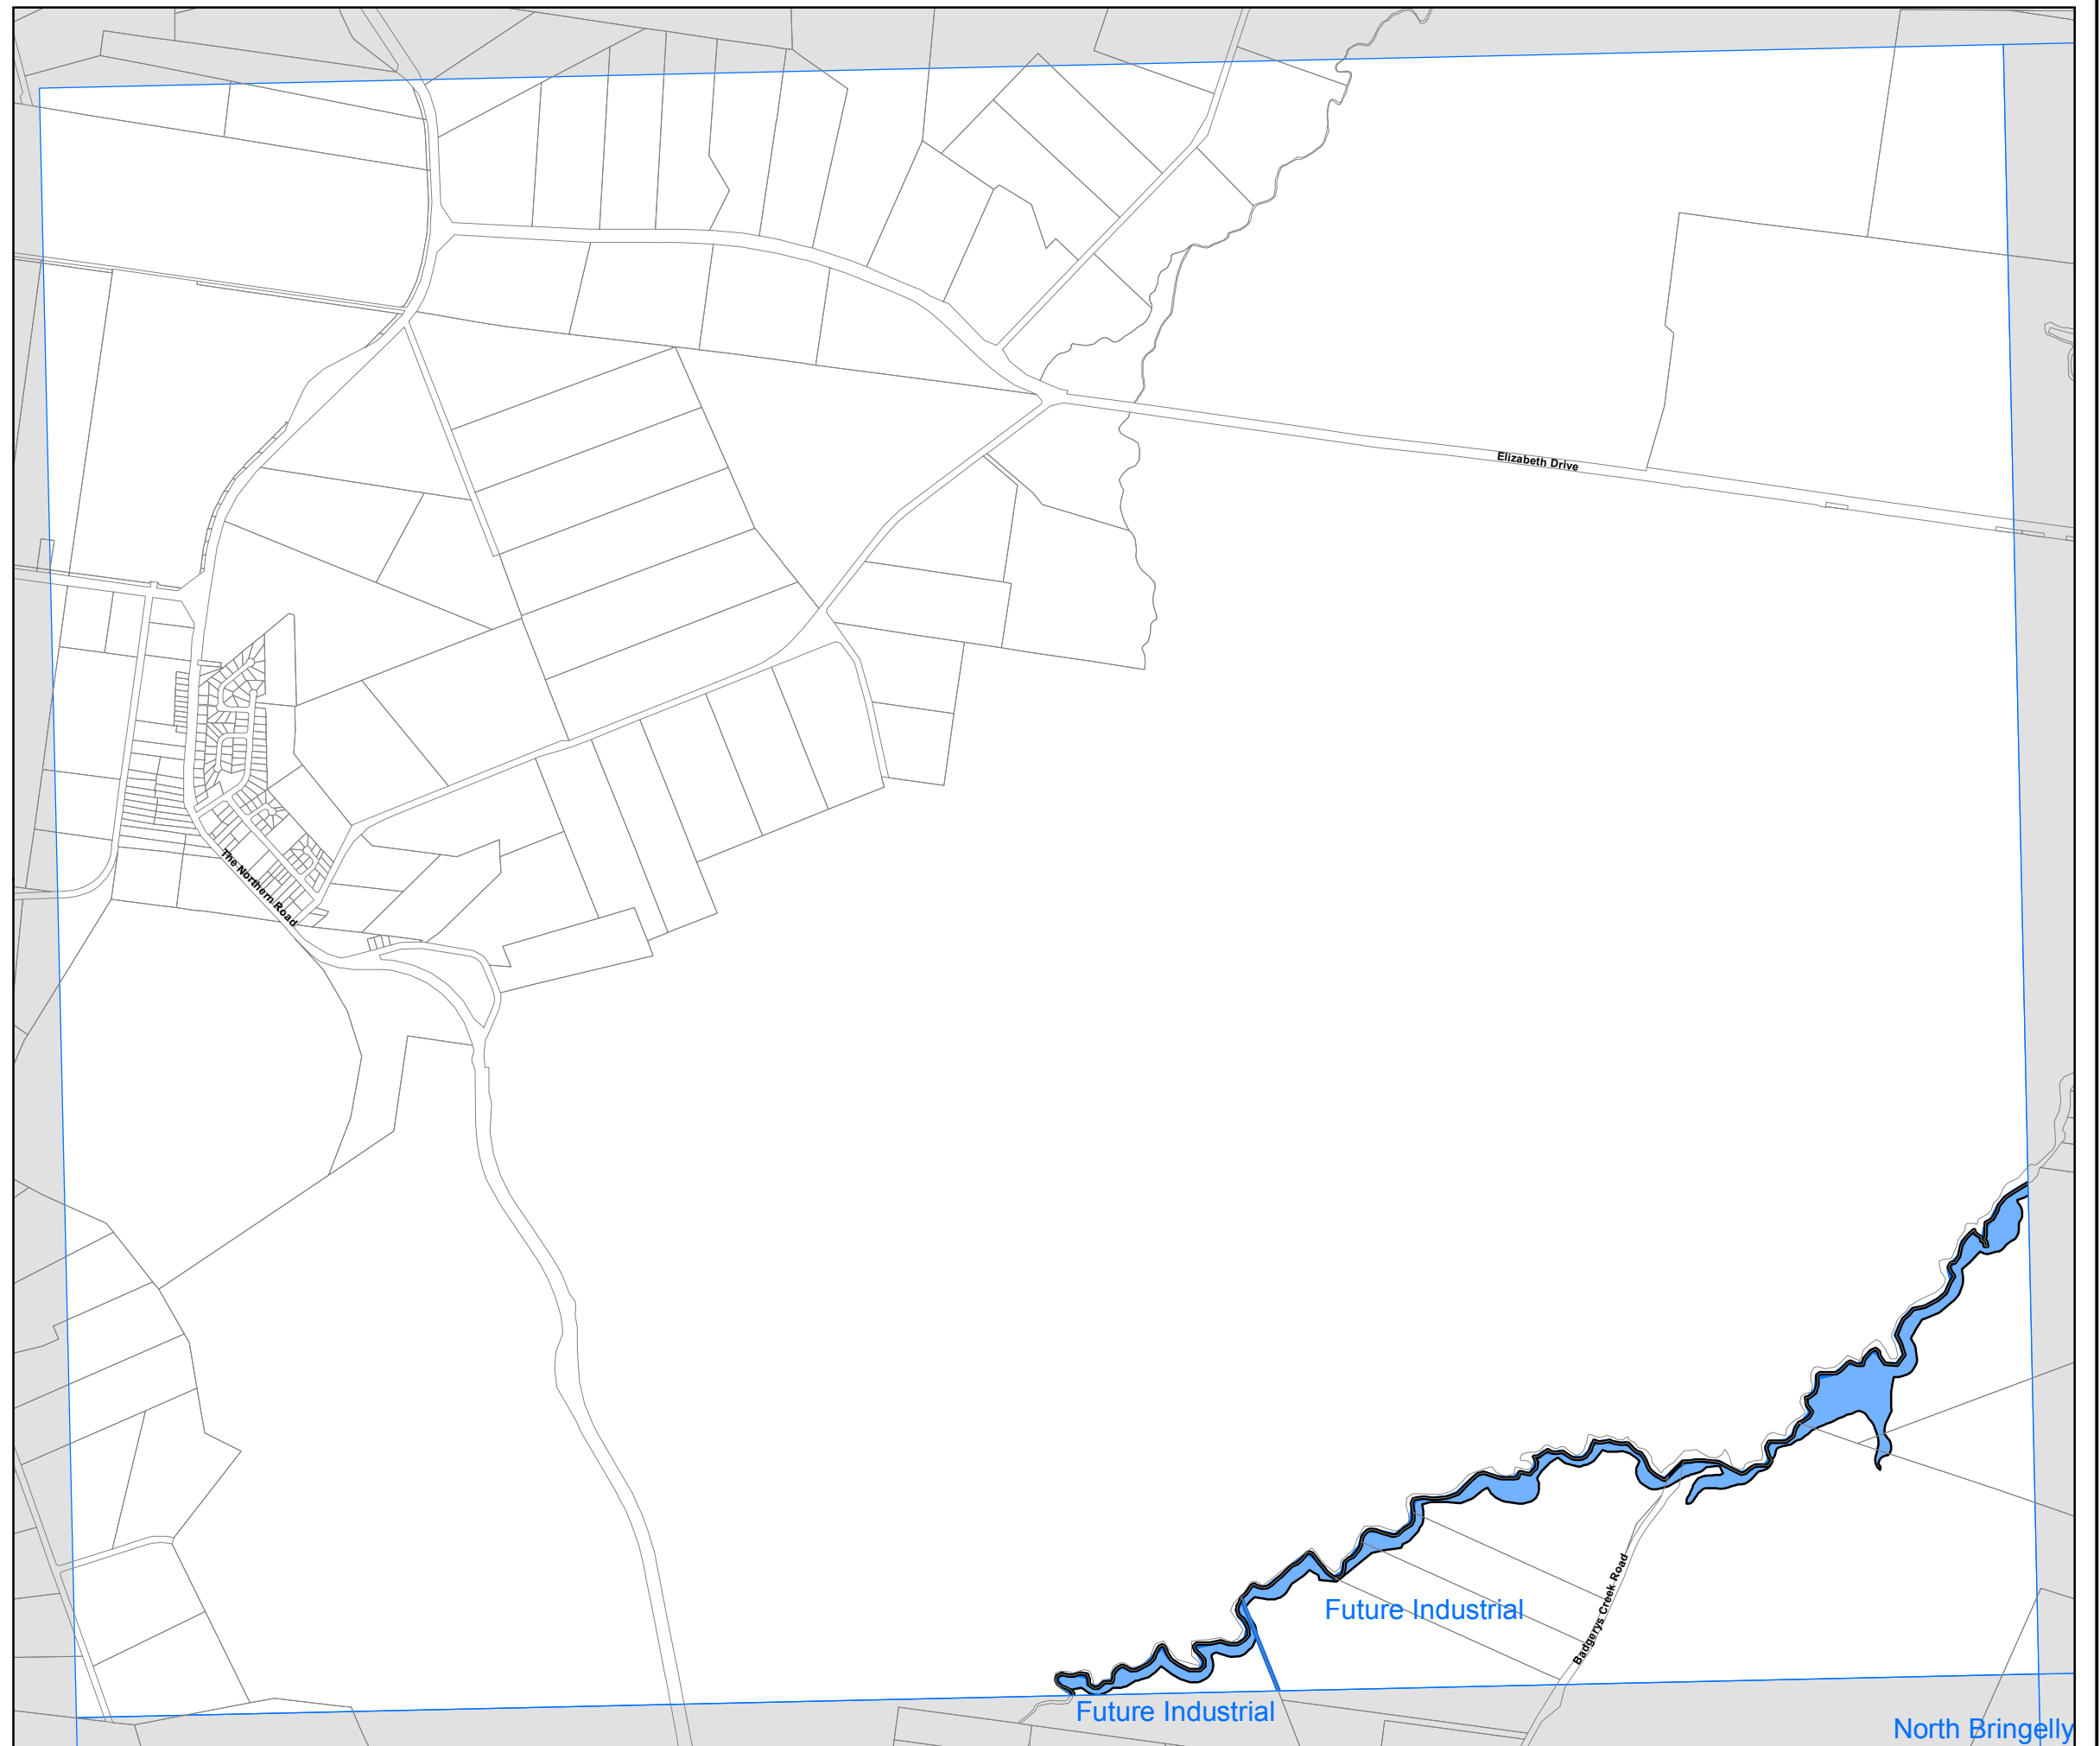 Elizabeth Drive
The Northern Road
Future Industrial
Badgerys Creek Road
Future Industrial
North Bringelly